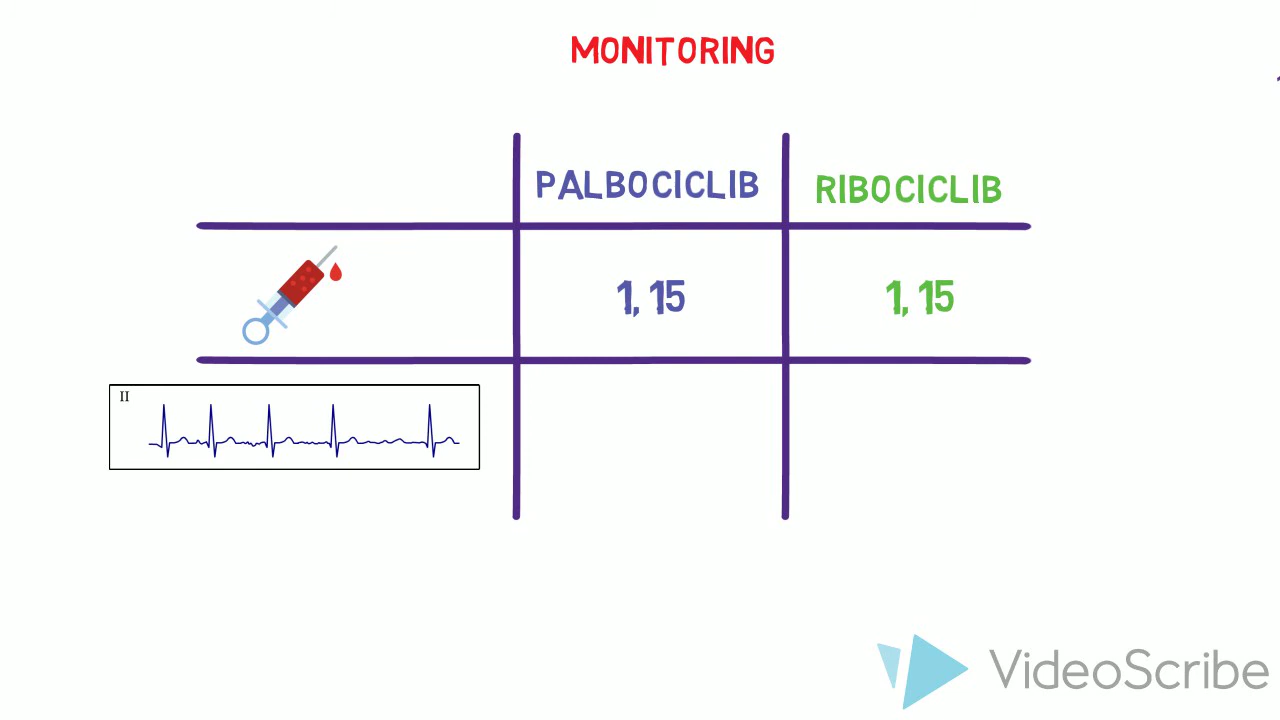 MONITORING
PALBOCICLIB RIBOCICLIB
1, 15 1, 15
II
VideoScribe